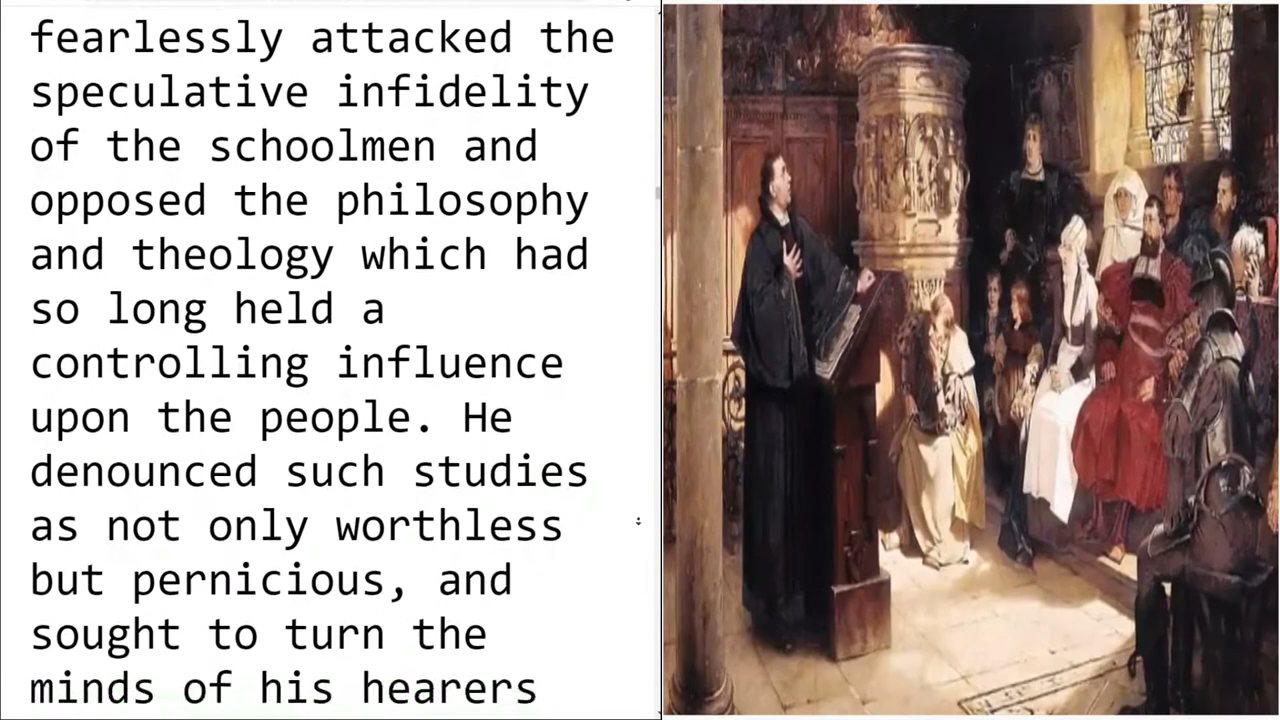 fearlessly attacked the
speculative infidelity
of the schoolmen and
opposed the philosophy
and theology which had
so long held a
controlling influence
upon the people. He
denounced such studies
as not only worthless
but pernicious, and
sought to turn the
minds of his hearers